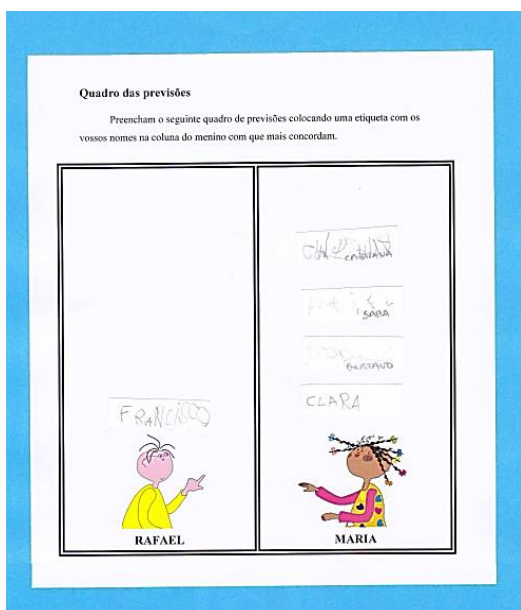 Quadro das previsões
Preencham o seguinte quadro de previsões colocando uma etiqueta com os
vossos nomes na coluna do menino com que mais concordam.
FRANCISCO
CRISTIANA
SARA
GUSTAVO
CLARA
RAFAEL
MARIA